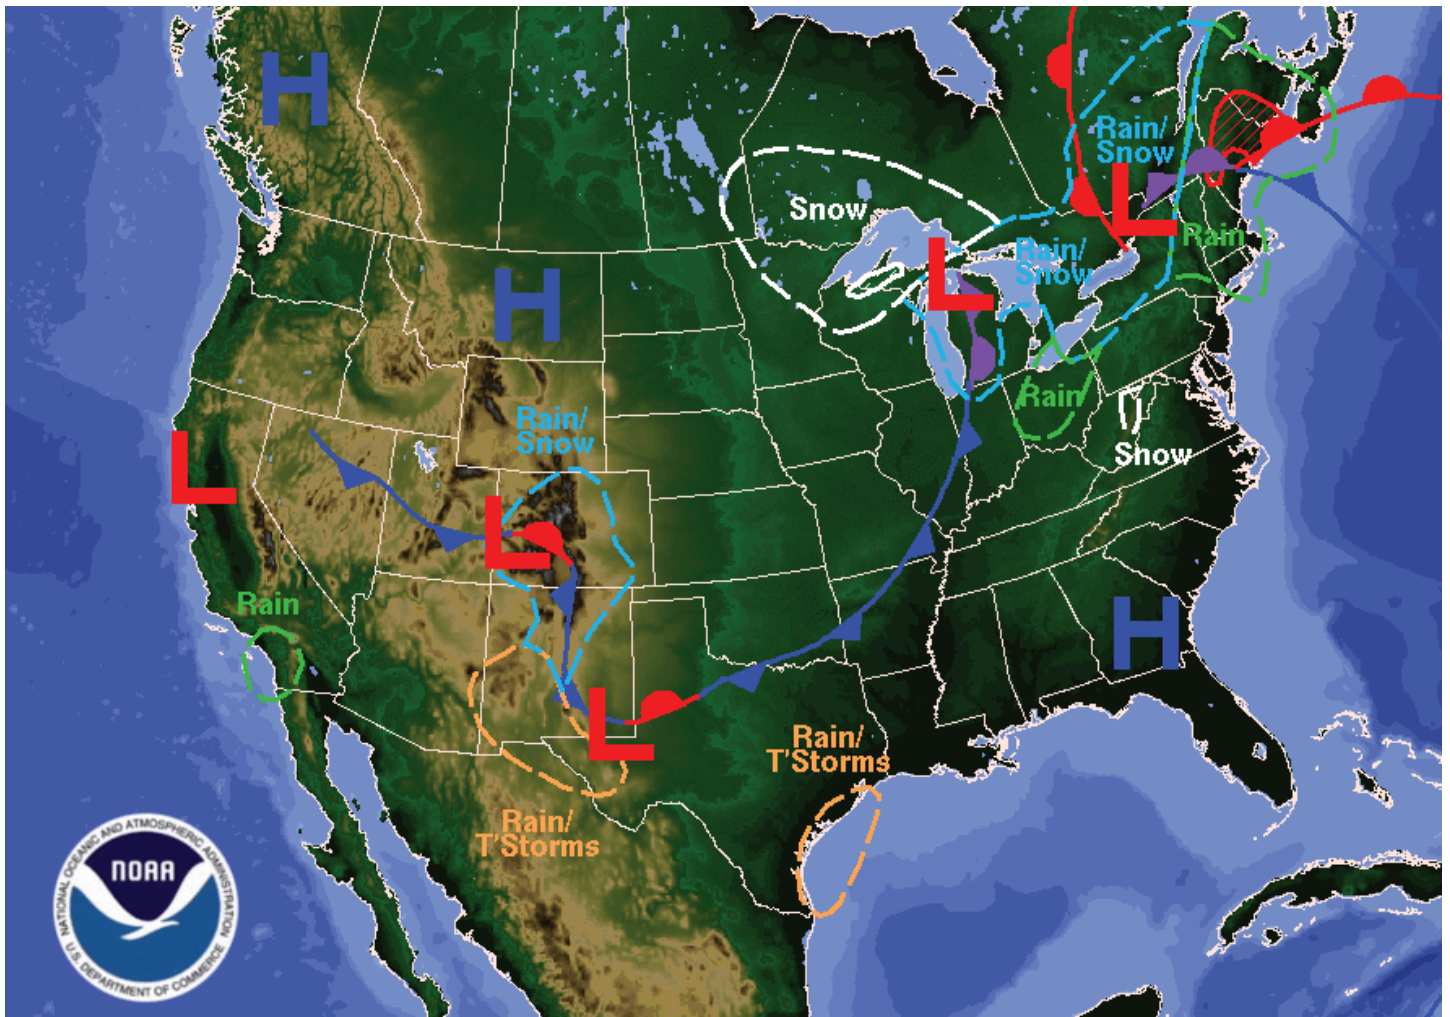 H
Rain/
Snow
Snow
L
Rain
Rain/
Snow
L
H
Rain
Rain/
Snow
Snow
L
L
Rain
H
L
Rain/
T'Storms
Rain/
T'Storms
NATIONAL OCEANIC AND ATMOSPHERIC ADMINISTRATION
NOAA
U.S. DEPARTMENT OF COMMERCE